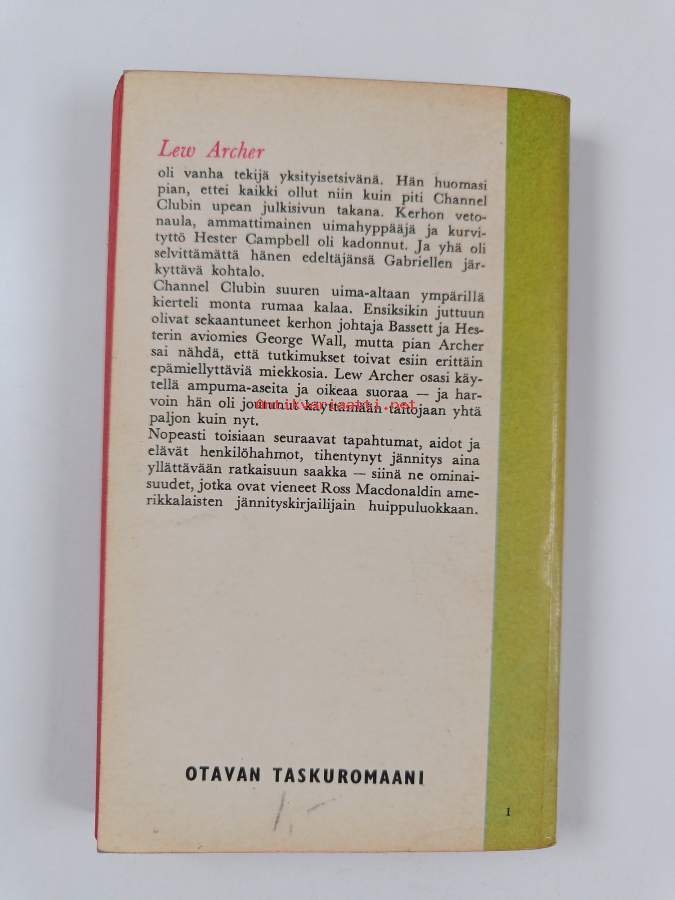 Lew Archer
oli vanha tekijä yksityisetsivänä. Hän huomasi
pian, ettei kaikki ollut niin kuin piti Channel
Clubin upean julkisivun takana. Kerhon veto-
naula, ammattimainen uimahyppääjä ja kurvi-
tyttö Hester Campbell oli kadonnut. Ja yhä oli
selvittämättä hänen edeltäjänsä Gabriellen jär-
kyttävä kohtalo.
Channel Clubin suuren uima-altaan ympärillä
kierteli monta rumaa kalaa. Ensiksikin juttuun
olivat sekaantuneet kerhon johtaja Bassett ja Hes-
terin aviomies George Wall, mutta pian Archer
sai nähdä, että tutkimukset toivat esiin erittäin
epämiellyttäviä miekkosia. Lew Archer osasi käy-
tellä ampuma-aseita ja oikeaa suoraa — ja har-
voin hän oli joutunut käyttämään taitojaan yhtä
antikvariaatti.net
paljon kuin nyt.
Nopeasti toisiaan seuraavat tapahtumat, aidot ja
elävät henkilöhahmot, tihentynyt jännitys aina
yllättävään ratkaisuun saakka — siinä ne ominai-
suudet, jotka ovat vieneet Ross Macdonaldin ame-
rikkalaisten jännityskirjailijain huippuluokkaan.
OTAVAN TASKUROMAANI
1,-
1